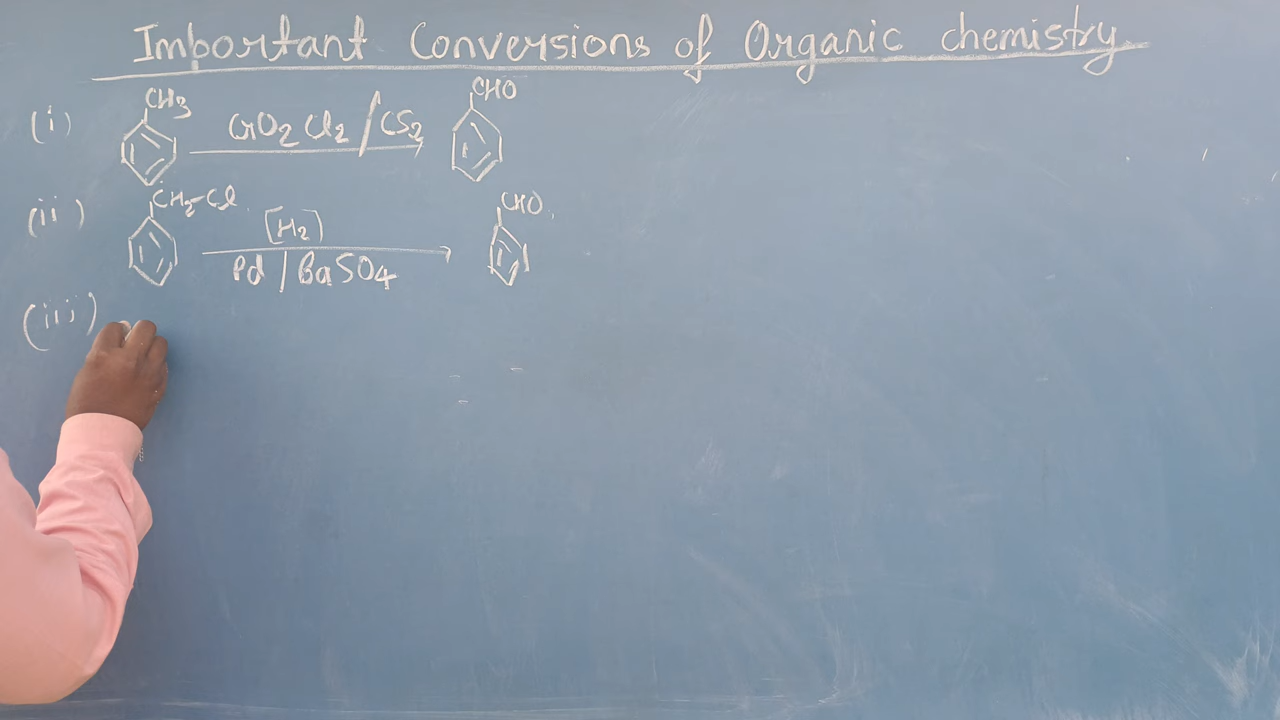 Important Conversions of Organic chemistry
(i) CH3 CrO2Cl2/CS2 CHO
(ii) CH2-Cl [H2] Pd/BaSO4 CHO
(iii)